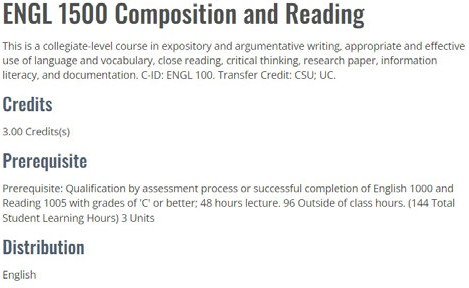 ENGL 1500 Composition and Reading
This is a collegiate-level course in expository and argumentative writing, appropriate and effective
use of language and vocabulary, close reading, critical thinking, research paper, information
literacy, and documentation. C-ID: ENGL 100. Transfer Credit: CSU; UC.
Credits
3.00 Credits(s)
Prerequisite
Prerequisite: Qualification by assessment process or successful completion of English 1000 and
Reading 1005 with grades of 'C' or better; 48 hours lecture. 96 Outside of class hours. (144 Total
Student Learning Hours) 3 Units
Distribution
English